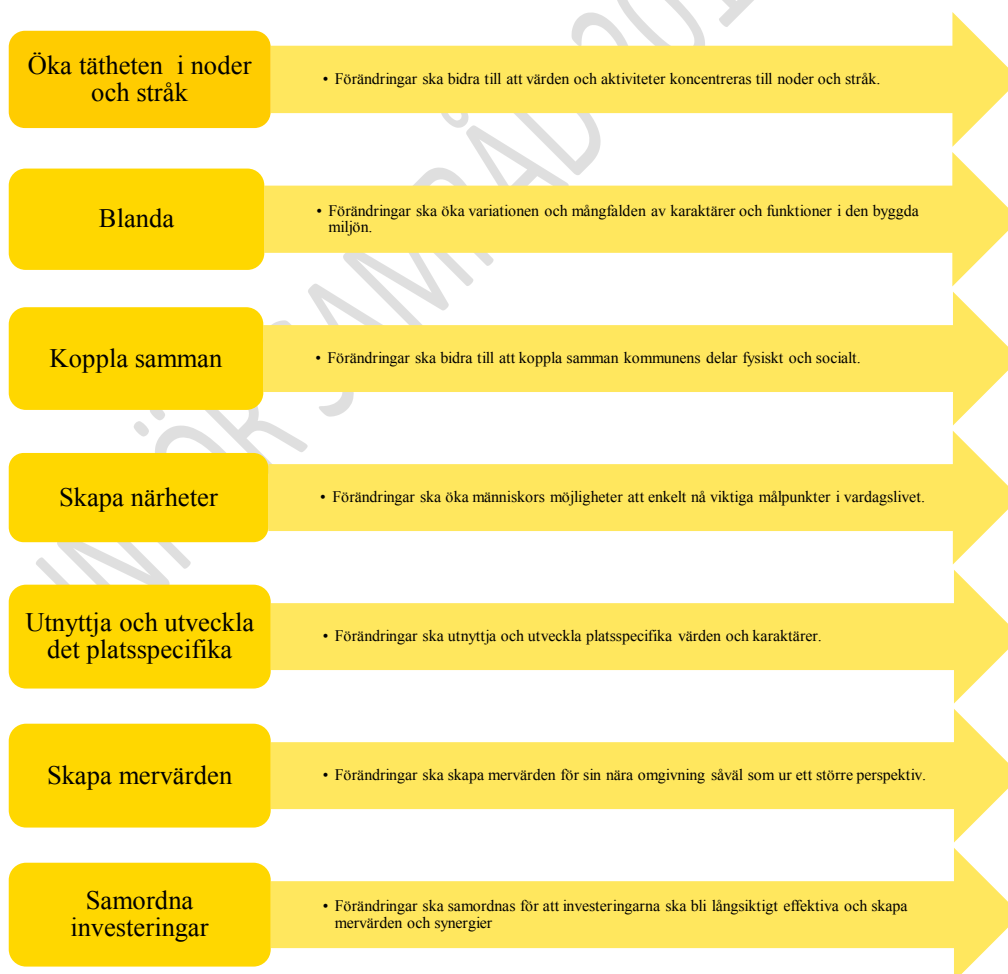 Öka tätheten i noder
och stråk
• Förändringar ska bidra till att värden och aktiviteter koncentreras till noder och stråk.
Blanda
• Förändringar ska öka variationen och mångfalden av karaktärer och funktioner i den byggda
miljön.
Koppla samman
• Förändringar ska bidra till att koppla samman kommunens delar fysiskt och socialt.
Skapa närheter
• Förändringar ska öka människors möjligheter att enkelt nå viktiga målpunkter i vardagslivet.
Utnyttja och utveckla
det platsspecifika
• Förändringar ska utnyttja och utveckla platsspecifika värden och karaktärer.
Skapa mervärden
• Förändringar ska skapa mervärden för sin nära omgivning såväl som ur ett större perspektiv.
Samordna
investeringar
• Förändringar ska samordnas för att investeringarna ska bli långsiktigt effektiva och skapa
mervärden och synergier
INFÖR SAMRÅD